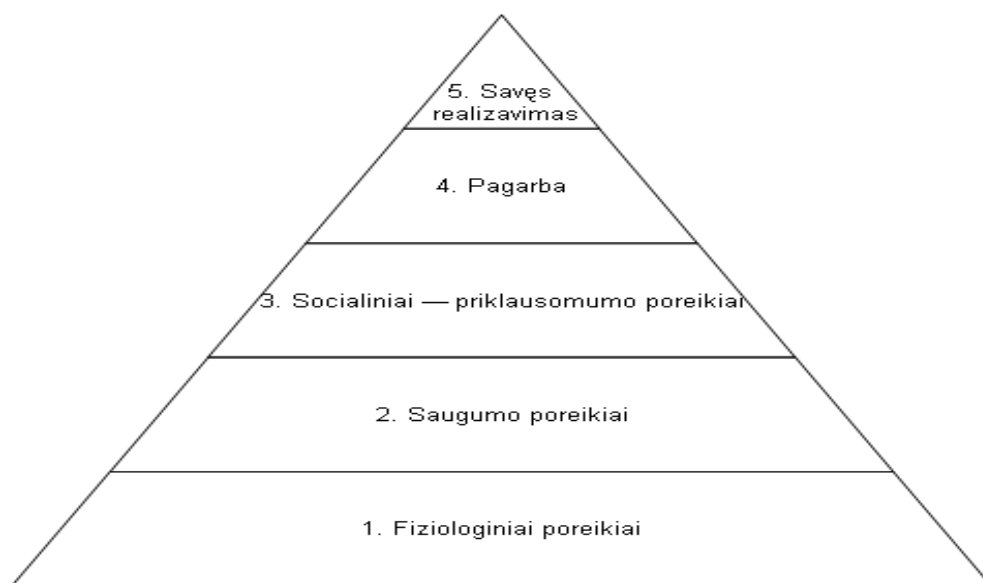 5. Savęs
realizavimas
4. Pagarba
3. Socialiniai — priklausomumo poreikiai
2. Saugumo poreikiai
1. Fiziologiniai poreikiai